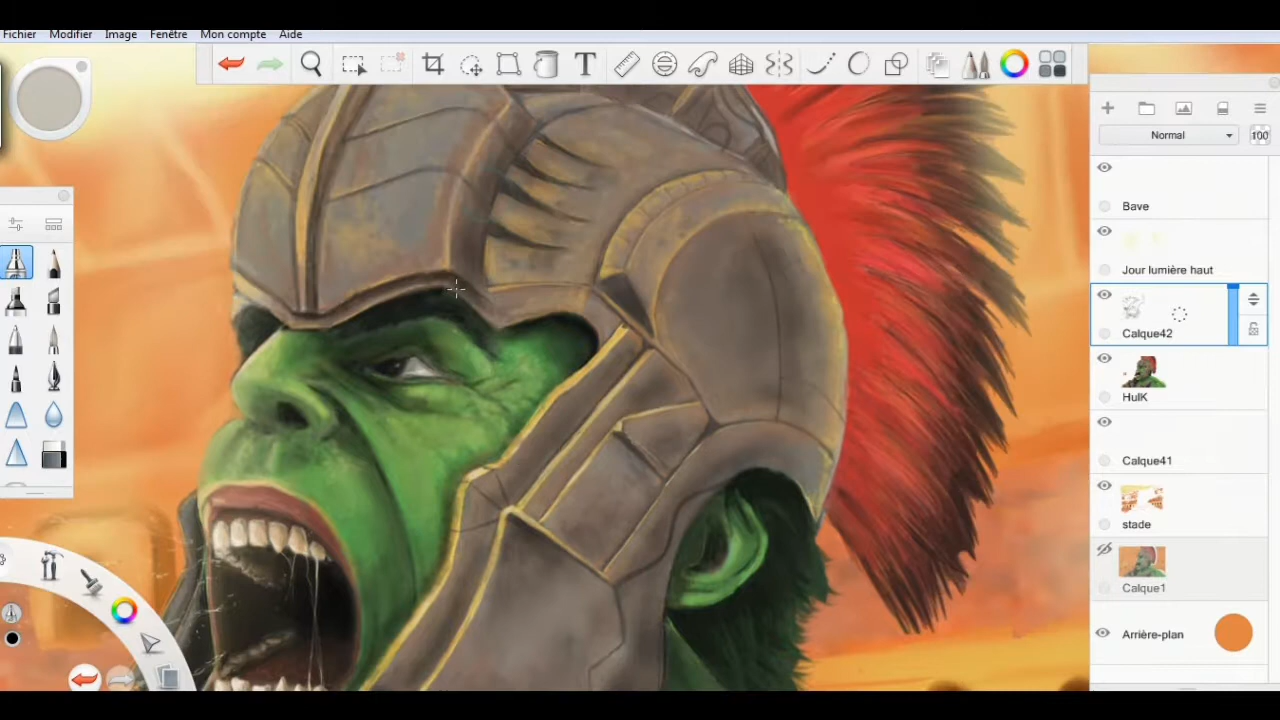 Fichier Modifier Image Fenêtre Mon compte Aide
T
Normal 100
Bave
Jour lumière haut
Calque42
HulK
Calque41
stade
Calque1
Arrière-plan